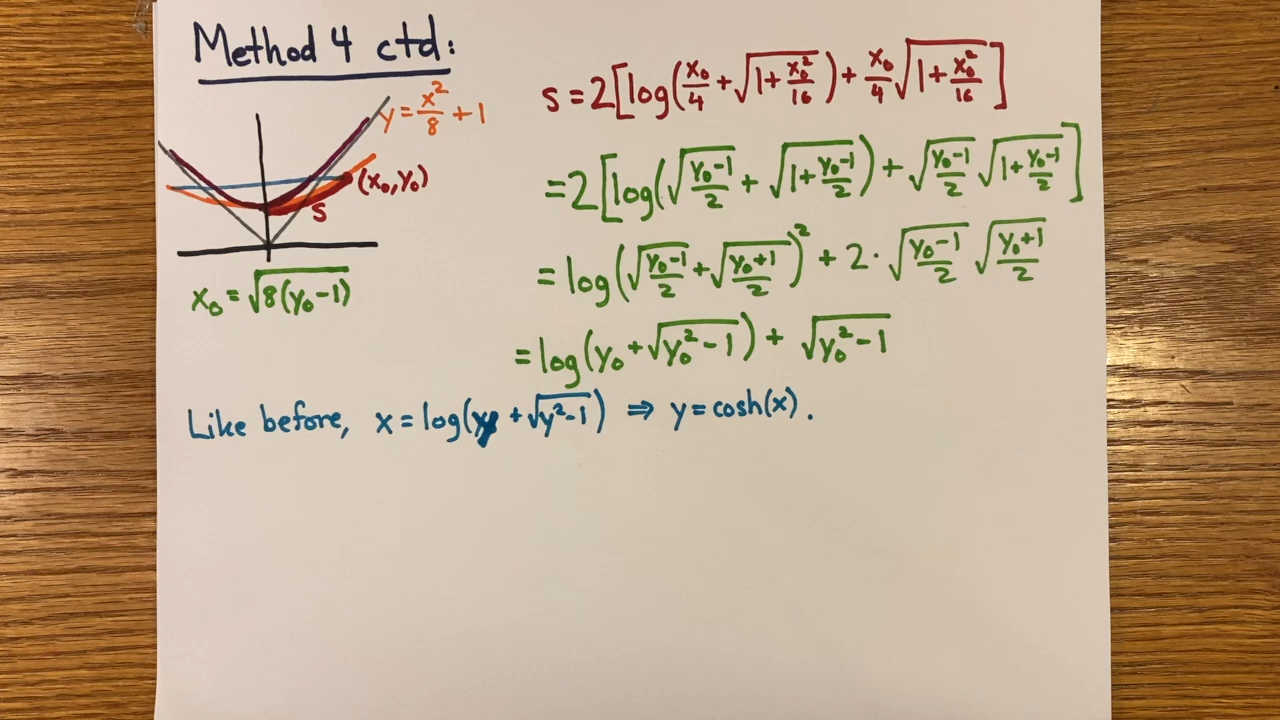 Method 4 ctd:
y = x²/8 + 1
(x₀, y₀)
s
x₀ = √(8(y₀-1))
s = 2[log(x₀/4 + √(1 + x₀²/16)) + x₀/4 √(1 + x₀²/16)]
= 2[log(√((y₀-1)/2) + √(1 + (y₀-1)/2)) + √((y₀-1)/2) √(1 + (y₀-1)/2)]
= log(√((y₀-1)/2) + √((y₀+1)/2))² + 2 · √((y₀-1)/2) √((y₀+1)/2)
= log(y₀ + √(y₀² - 1)) + √(y₀² - 1)
Like before, x = log(y + √(y²-1)) ⇒ y = cosh(x).